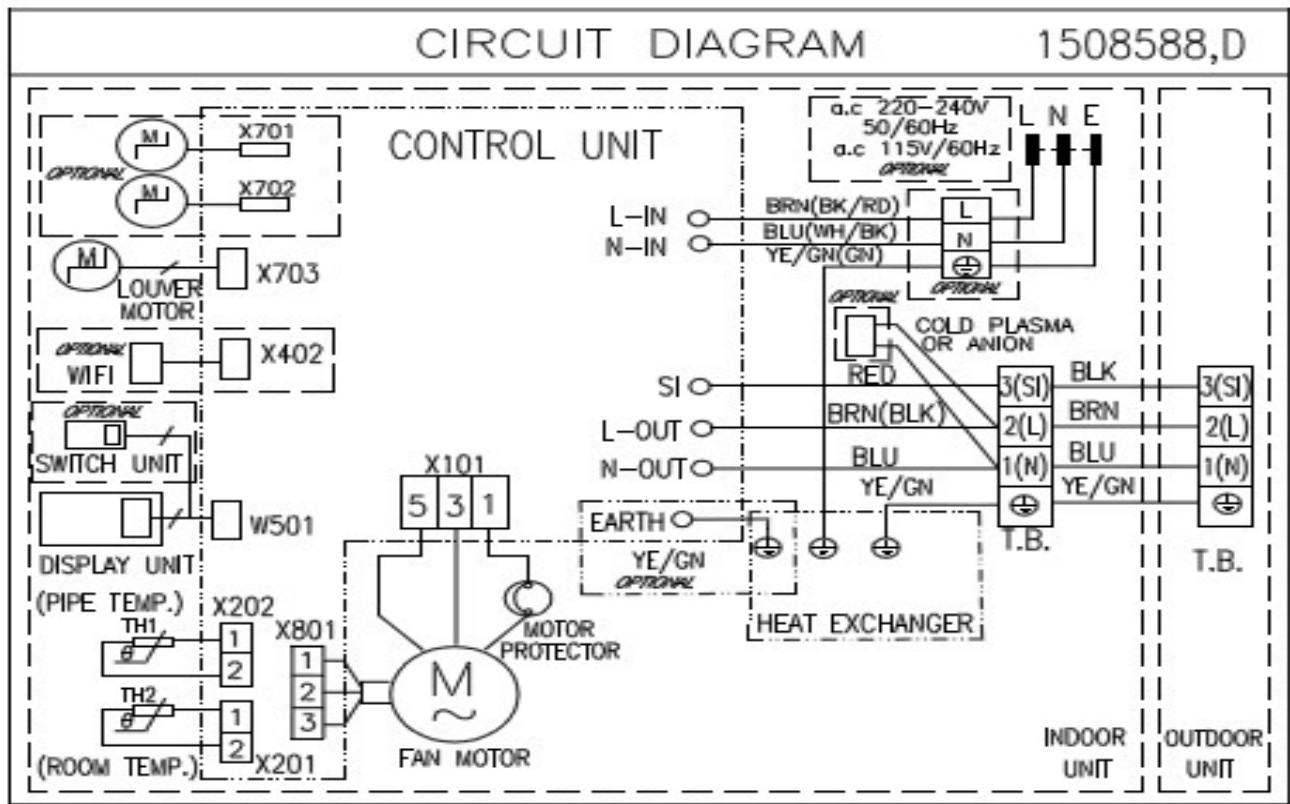 CIRCUIT DIAGRAM 1508588,D
CONTROL UNIT
a.c 220-240V
50/60Hz
a.c 115V/60Hz
OPTIONAL
L N E
M
X701
OPTIONAL
M
X702
M
LOUVER
MOTOR
X703
OPTIONAL
WIFI
X402
OPTIONAL
SWITCH UNIT
DISPLAY UNIT
W501
L-IN
BRN(BK/RD)
L
N-IN
BLU(WH/BK)
N
YE/GN(GN)
OPTIONAL
OPTIONAL
COLD PLASMA
OR ANION
SI
RED
3(SI)
BLK
3(SI)
L-OUT
BRN(BLK)
2(L)
BRN
2(L)
N-OUT
BLU
1(N)
BLU
1(N)
YE/GN
YE/GN
T.B.
T.B.
EARTH
YE/GN
OPTIONAL
HEAT EXCHANGER
X101
5 3 1
MOTOR
PROTECTOR
M
~
FAN MOTOR
X801
1
2
3
(PIPE TEMP.)
TH1
θ
X202
1
2
TH2
θ
1
2
X201
(ROOM TEMP.)
INDOOR
UNIT
OUTDOOR
UNIT